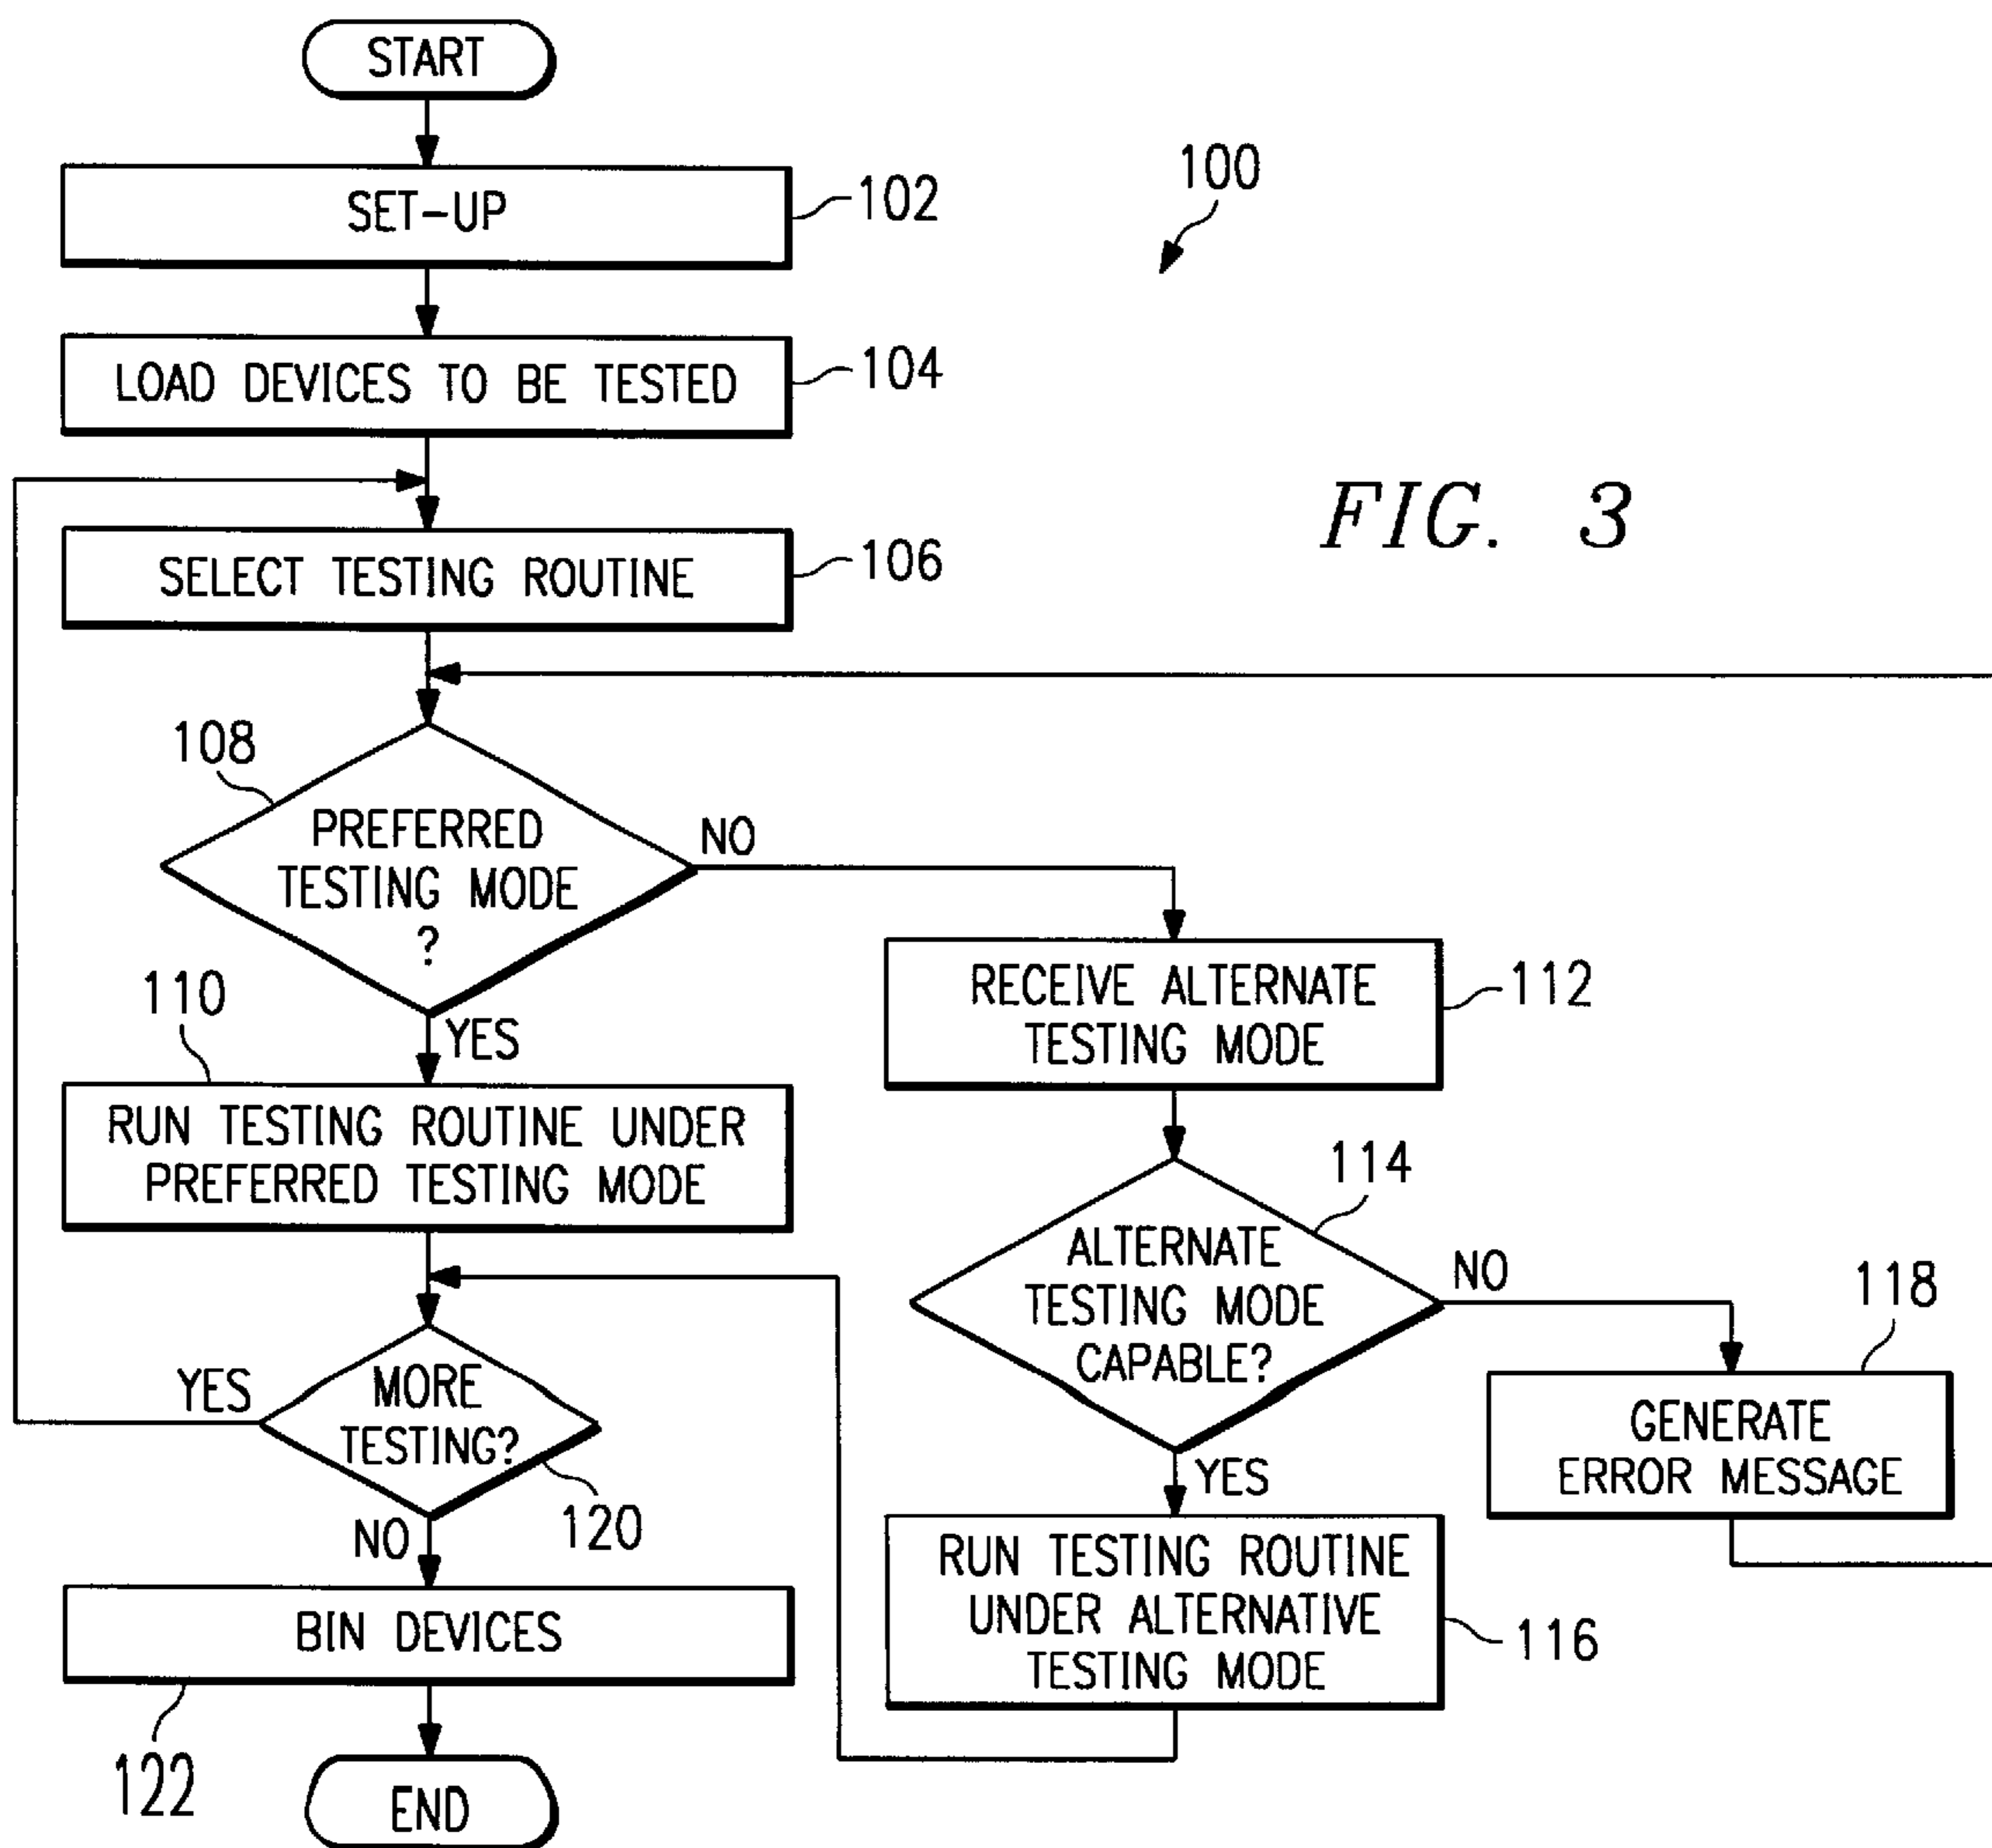 START
100
SET-UP
102
LOAD DEVICES TO BE TESTED
104
FIG. 3
SELECT TESTING ROUTINE
106
108
PREFERRED
TESTING MODE
?
NO
YES
110
RUN TESTING ROUTINE UNDER
PREFERRED TESTING MODE
RECEIVE ALTERNATE
TESTING MODE
112
114
ALTERNATE
TESTING MODE
CAPABLE?
NO
YES
118
GENERATE
ERROR MESSAGE
RUN TESTING ROUTINE
UNDER ALTERNATIVE
TESTING MODE
116
MORE
TESTING?
YES
120
NO
BIN DEVICES
122
END